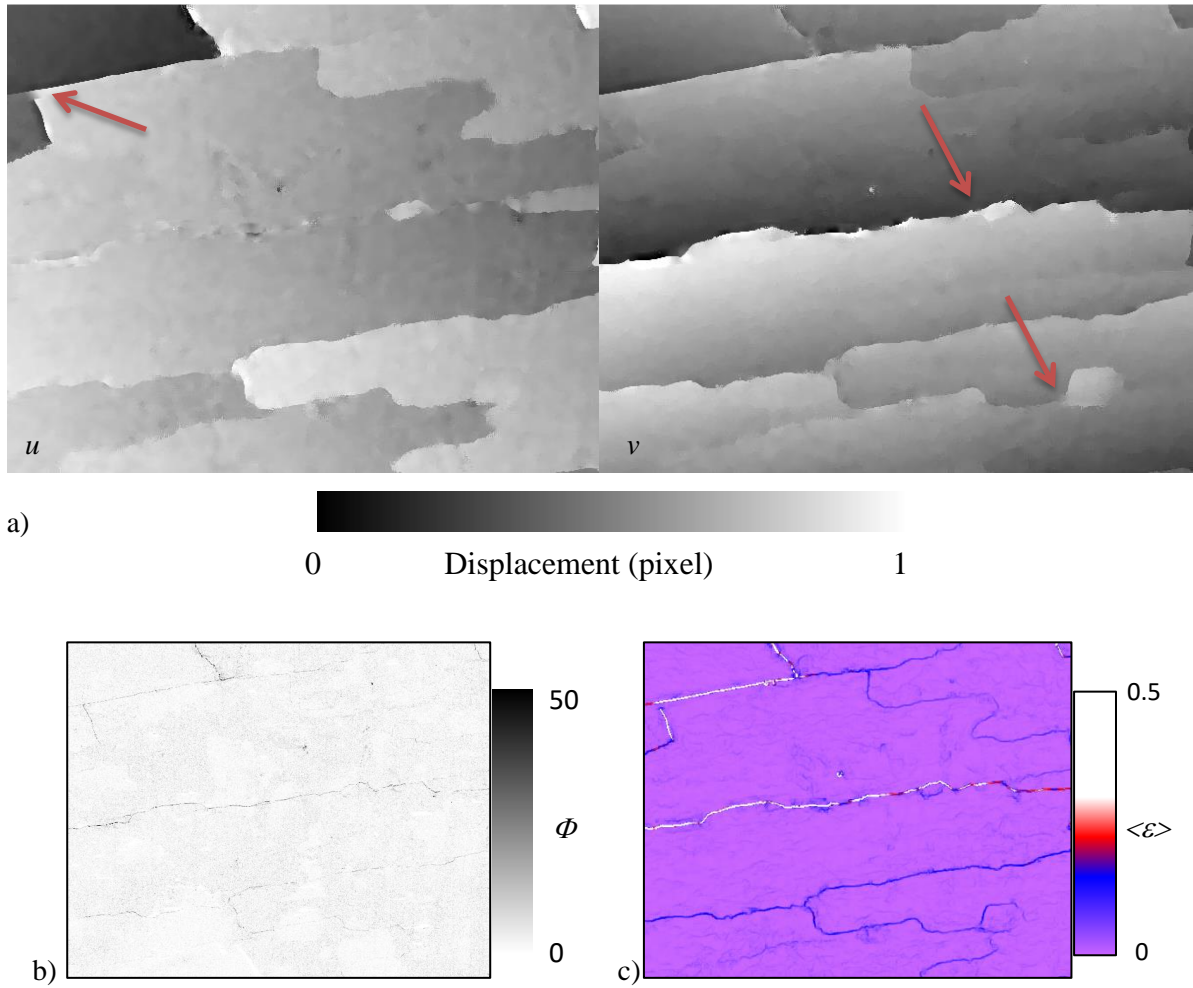 u v
a)
0 Displacement (pixel) 1
50
Φ
0
b)
0.5
<ε>
0
c)